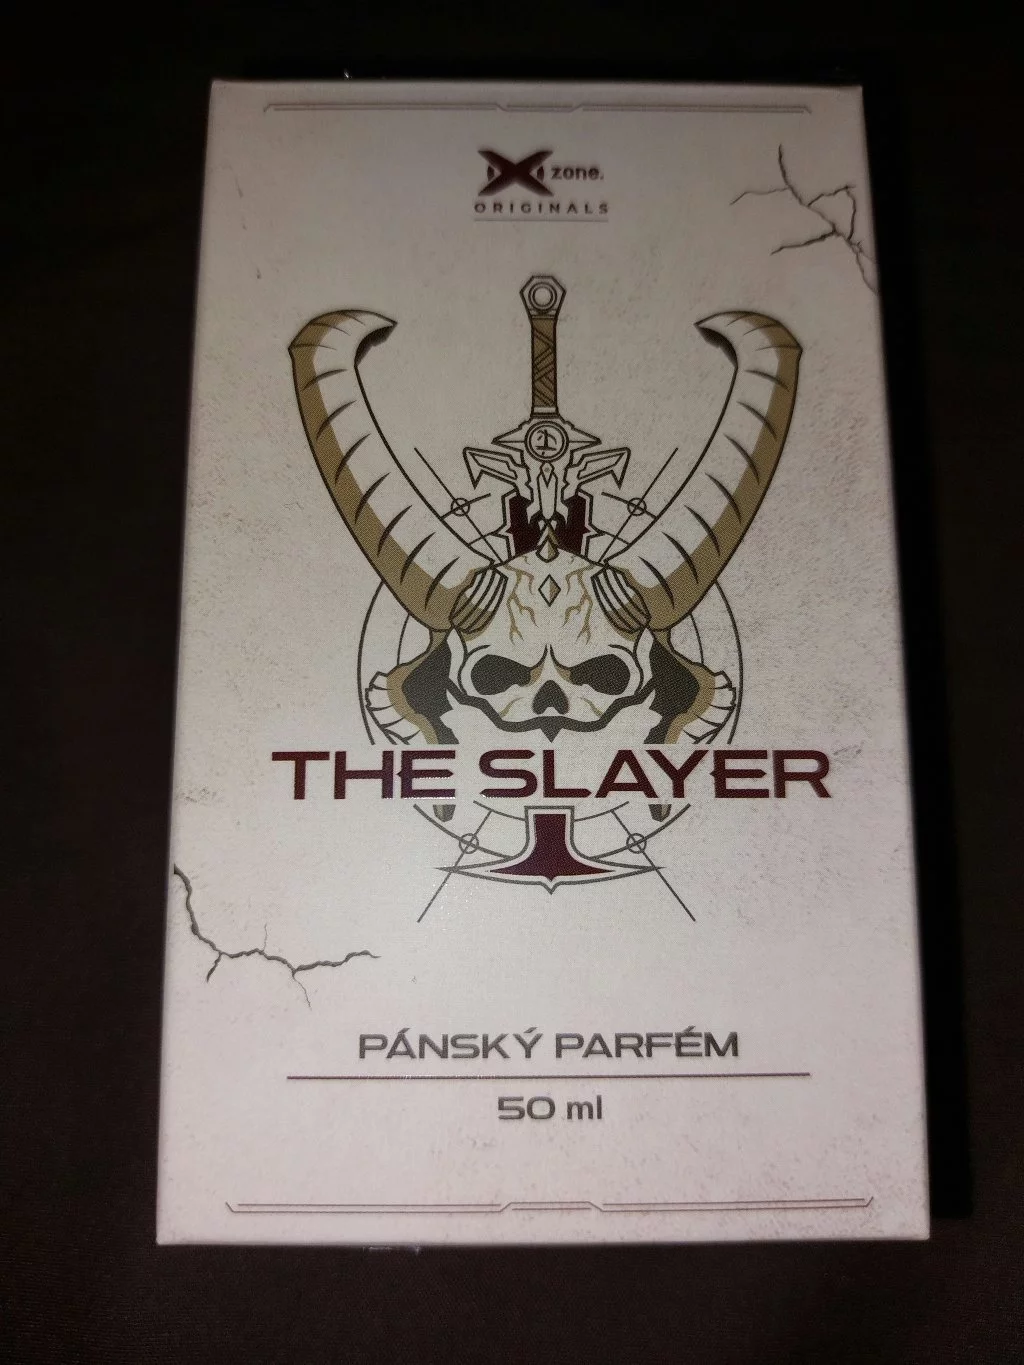 X zone.
ORIGINALS
THE SLAYER
PÁNSKÝ PARFÉM
50 ml